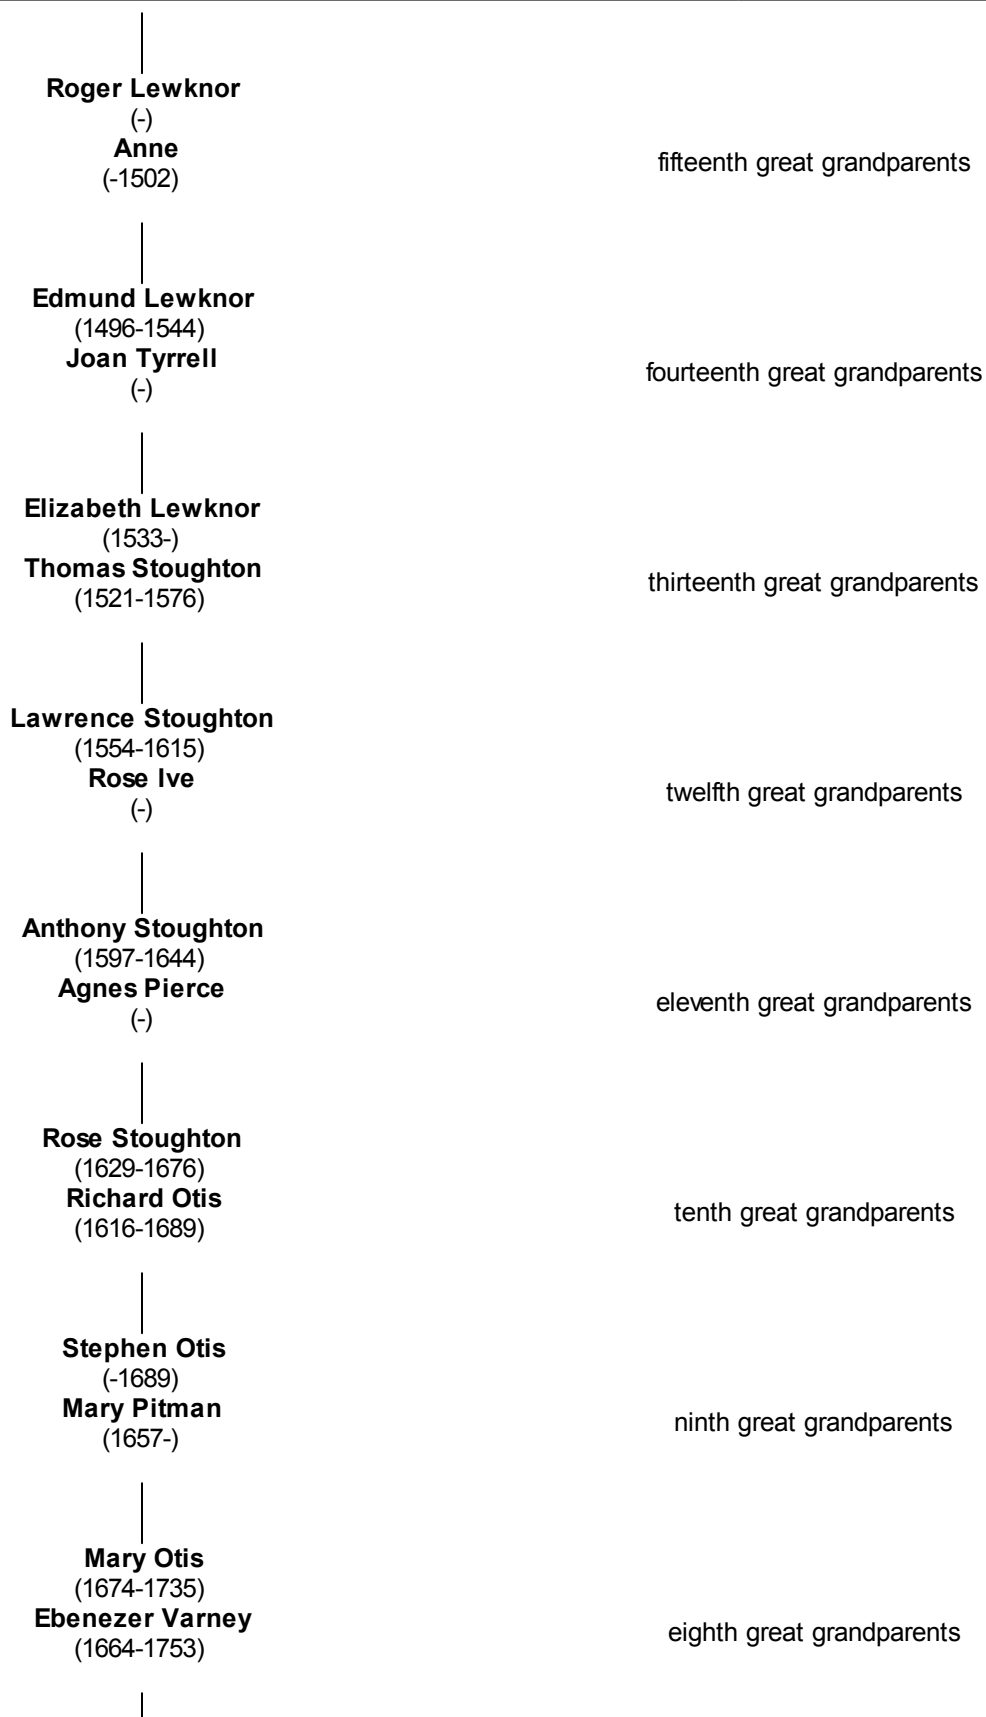 Roger Lewknor
(-)
Anne
(-1502)
fifteenth great grandparents
Edmund Lewknor
(1496-1544)
Joan Tyrrell
(-)
fourteenth great grandparents
Elizabeth Lewknor
(1533-)
Thomas Stoughton
(1521-1576)
thirteenth great grandparents
Lawrence Stoughton
(1554-1615)
Rose Ive
(-)
twelfth great grandparents
Anthony Stoughton
(1597-1644)
Agnes Pierce
(-)
eleventh great grandparents
Rose Stoughton
(1629-1676)
Richard Otis
(1616-1689)
tenth great grandparents
Stephen Otis
(-1689)
Mary Pitman
(1657-)
ninth great grandparents
Mary Otis
(1674-1735)
Ebenezer Varney
(1664-1753)
eighth great grandparents